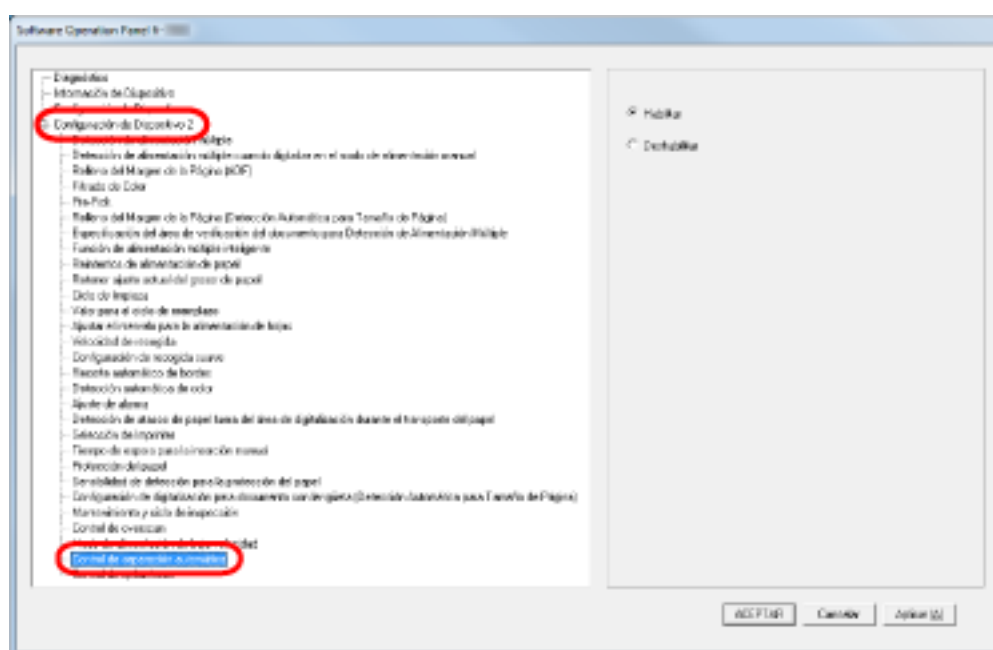 Software Operation Panel fi-
Diagnóstico
Información de Dispositivo
Configuración de Dispositivo 2
Detección de alimentación múltiple
Detección de alimentación múltiple cuando digitaliza en el modo de alimentación manual
Relleno del Margen de la Página (ADF)
Filtrado de Color
Pre-Pick
Relleno del Margen de la Página (Detección Automática para Tamaño de Página)
Especificación del área de verificación del documento para Detección de Alimentación Múltiple
Función de alimentación múltiple inteligente
Reintentos de alimentación de papel
Retener ajuste actual del grosor de papel
Ciclo de limpieza
Valor para el ciclo de reemplazo
Ajustar el intervalo para la alimentación de hojas
Velocidad de recogida
Configuración de recogida suave
Recorte automático de bordes
Detección automática de color
Ajuste de alarma
Detección de atasco de papel fuera del área de digitalización durante el transporte del papel
Selección de Imprinter
Tiempo de espera para la inserción manual
Protección del papel
Sensibilidad de detección para la protección del papel
Configuración de digitalización para documento con lengüeta (Detección Automática para Tamaño de Página)
Mantenimiento y ciclo de inspección
Control de overscan
Control de separación automática
Habilitar
Deshabilitar
ACEPTAR
Cancelar
Aplicar (A)